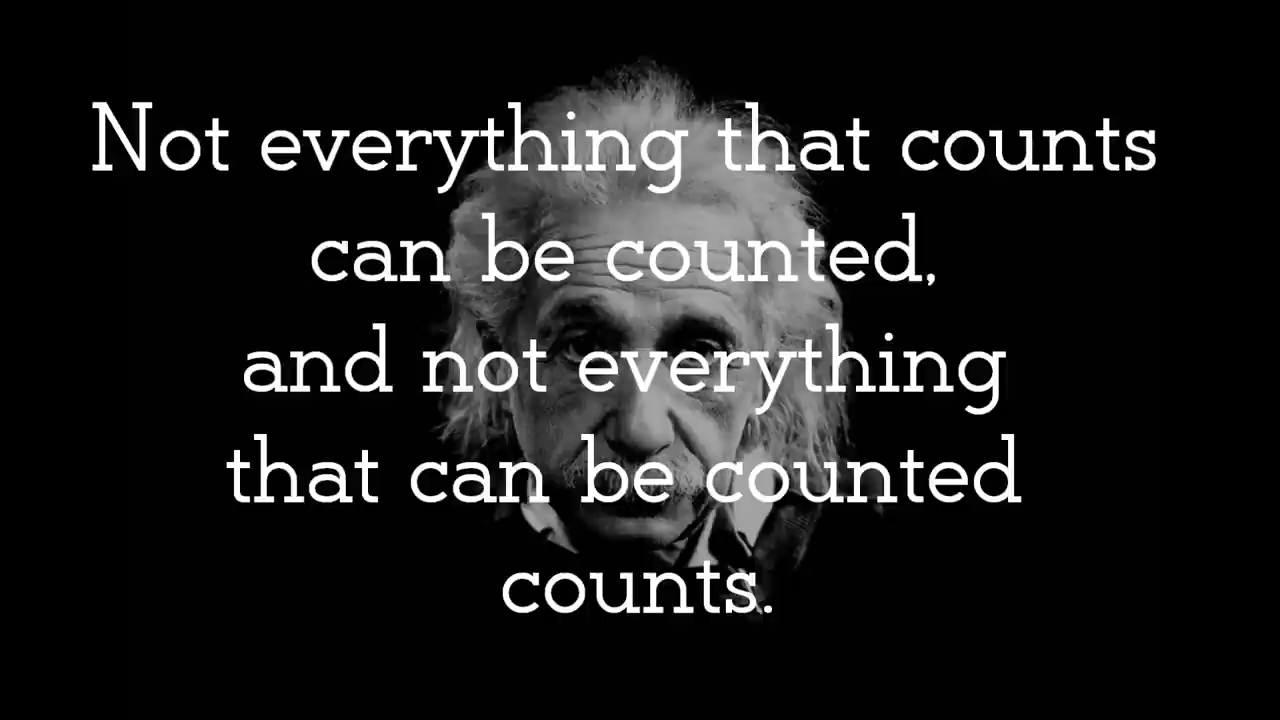 Not everything that counts
can be counted,
and not everything
that can be counted
counts.